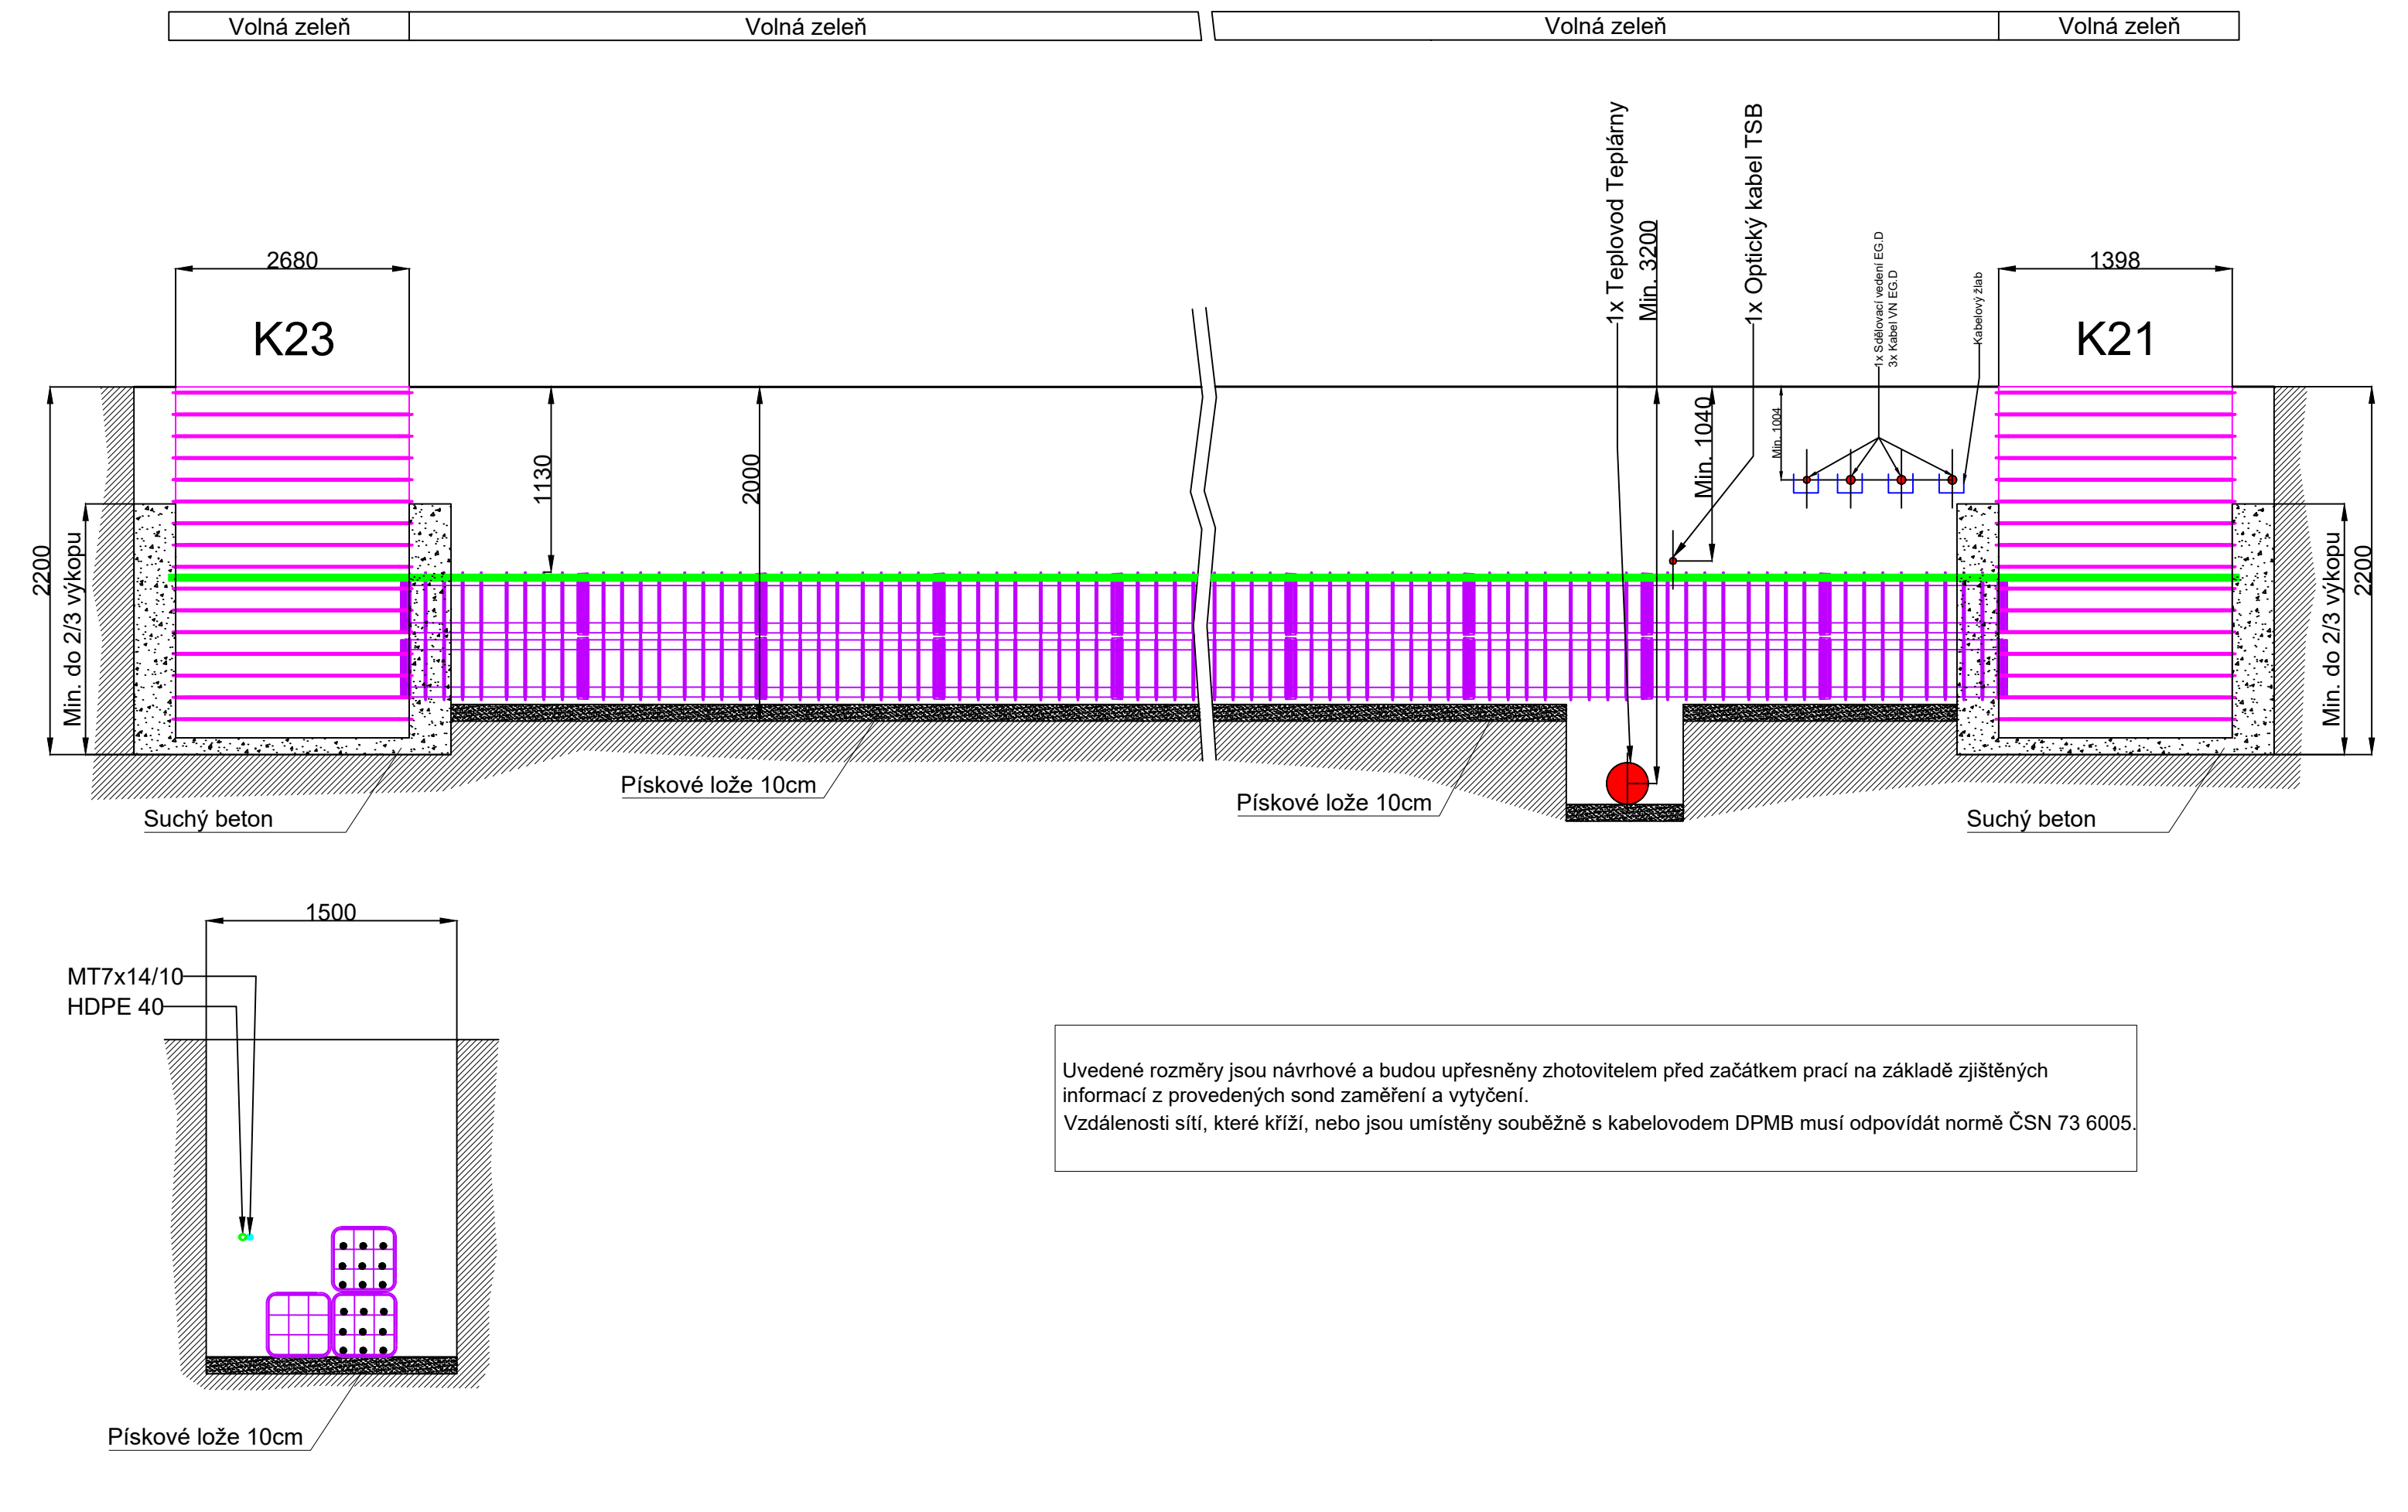 Volná zeleň
Volná zeleň
Volná zeleň
Volná zeleň
1x Teplovod Teplárny
Min. 3200
1x Optický kabel TSB
1x Sdělovací vedení EG.D
3x Kabel VN EG.D
Kabelový žlab
2680
1398
K23
K21
1130
2000
Min. 1040
Min. 1004
2200
Min. do 2/3 výkopu
Min. do 2/3 výkopu
2200
Pískové lože 10cm
Pískové lože 10cm
Suchý beton
Suchý beton
1500
MT7x14/10
HDPE 40
Uvedené rozměry jsou návrhové a budou upřesněny zhotovitelem před začátkem prací na základě zjištěných
informací z provedených sond zaměření a vytyčení.
Vzdálenosti sítí, které kříží, nebo jsou umístěny souběžně s kabelovodem DPMB musí odpovídát normě ČSN 73 6005.
Pískové lože 10cm